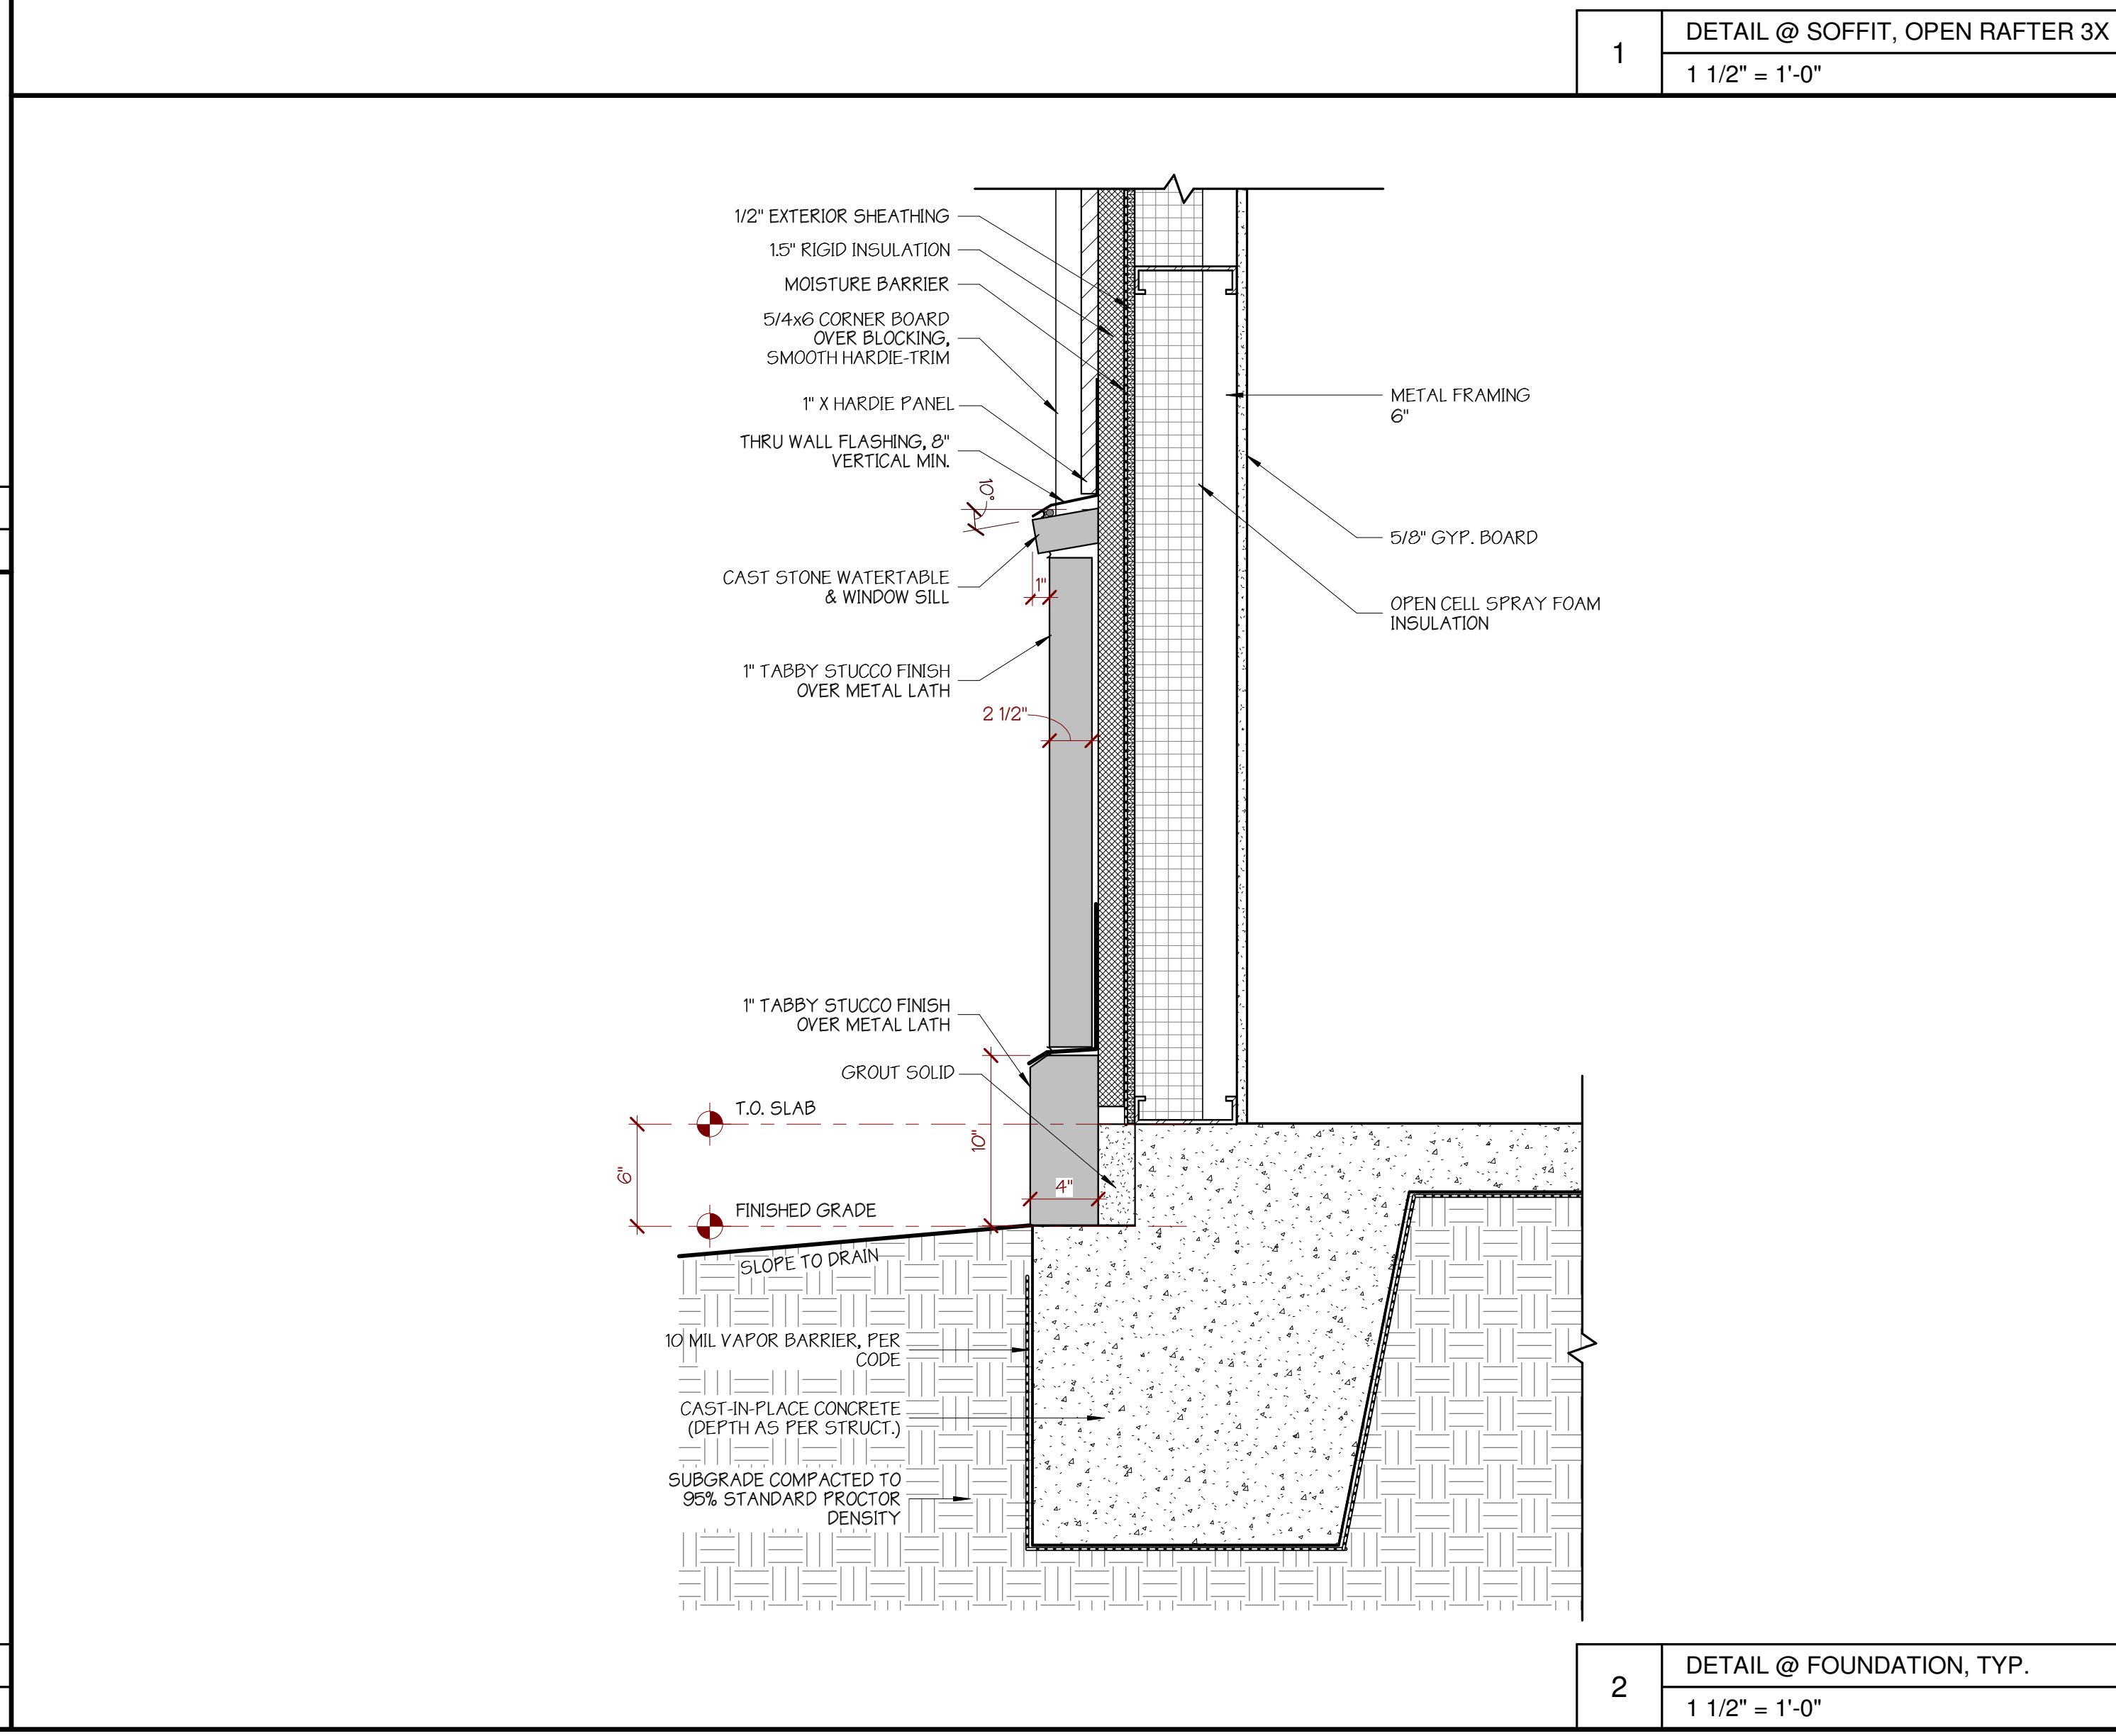 1
DETAIL @ SOFFIT, OPEN RAFTER 3X
1 1/2" = 1'-0"
1/2" EXTERIOR SHEATHING
1.5" RIGID INSULATION
MOISTURE BARRIER
5/4x6 CORNER BOARD
OVER BLOCKING,
SMOOTH HARDIE-TRIM
1" X HARDIE PANEL
THRU WALL FLASHING, 8"
VERTICAL MIN.
10°
CAST STONE WATERTABLE
& WINDOW SILL
1"
1" TABBY STUCCO FINISH
OVER METAL LATH
2 1/2"
METAL FRAMING
6"
5/8" GYP. BOARD
OPEN CELL SPRAY FOAM
INSULATION
1" TABBY STUCCO FINISH
OVER METAL LATH
GROUT SOLID
T.O. SLAB
10"
6"
4"
FINISHED GRADE
SLOPE TO DRAIN
10 MIL VAPOR BARRIER, PER
CODE
CAST-IN-PLACE CONCRETE
(DEPTH AS PER STRUCT.)
SUBGRADE COMPACTED TO
95% STANDARD PROCTOR
DENSITY
2
DETAIL @ FOUNDATION, TYP.
1 1/2" = 1'-0"